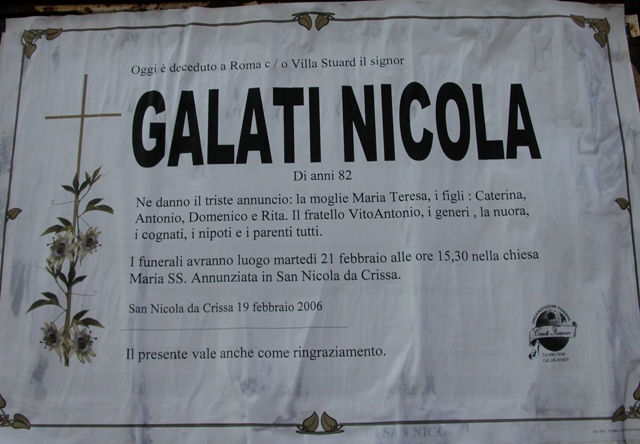 Oggi è deceduto a Roma c / o Villa Stuard il signor
GALATI NICOLA
Di anni 82
Ne danno il triste annuncio: la moglie Maria Teresa, i figli : Caterina,
Antonio, Domenico e Rita. Il fratello VitoAntonio, i generi , la nuora,
i cognati, i nipoti e i parenti tutti.
I funerali avranno luogo martedì 21 febbraio alle ore 15,30 nella chiesa
Maria SS. Annunziata in San Nicola da Crissa.
San Nicola da Crissa 19 febbraio 2006
Il presente vale anche come ringraziamento.
SAN NICO